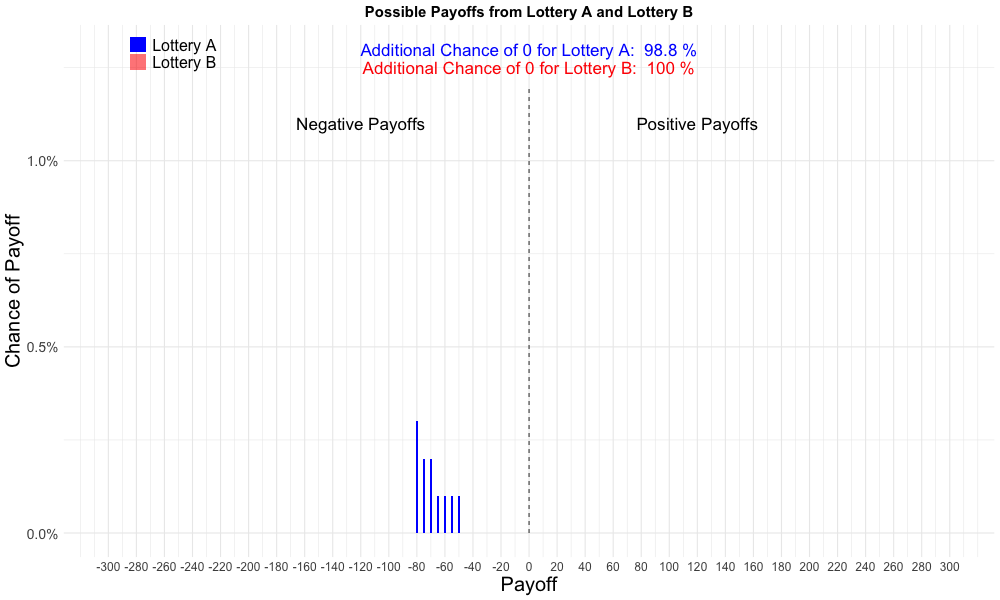 Possible Payoffs from Lottery A and Lottery B
Lottery A
Lottery B
Additional Chance of 0 for Lottery A:  98.8 %
Additional Chance of 0 for Lottery B:  100 %
Negative Payoffs
Positive Payoffs
Chance of Payoff
1.0%
0.5%
0.0%
-300 -280 -260 -240 -220 -200 -180 -160 -140 -120 -100 -80 -60 -40 -20 0 20 40 60 80 100 120 140 160 180 200 220 240 260 280 300
Payoff